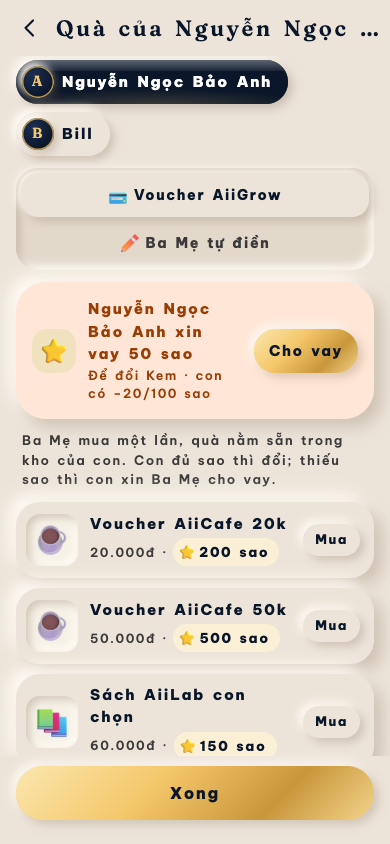 Quà của Nguyễn Ngọc ...
A Nguyễn Ngọc Bảo Anh
B Bill
Voucher AiiGrow
Ba Mẹ tự điền
Nguyễn Ngọc
Bảo Anh xin
vay 50 sao
Để đổi Kem · con
có -20/100 sao
Cho vay
Ba Mẹ mua một lần, quà nằm sẵn trong
kho của con. Con đủ sao thì đổi; thiếu
sao thì con xin Ba Mẹ cho vay.
Voucher AiiCafe 20k
20.000đ · 200 sao
Mua
Voucher AiiCafe 50k
50.000đ · 500 sao
Mua
Sách AiiLab con
chọn
60.000đ · 150 sao
Mua
Xong